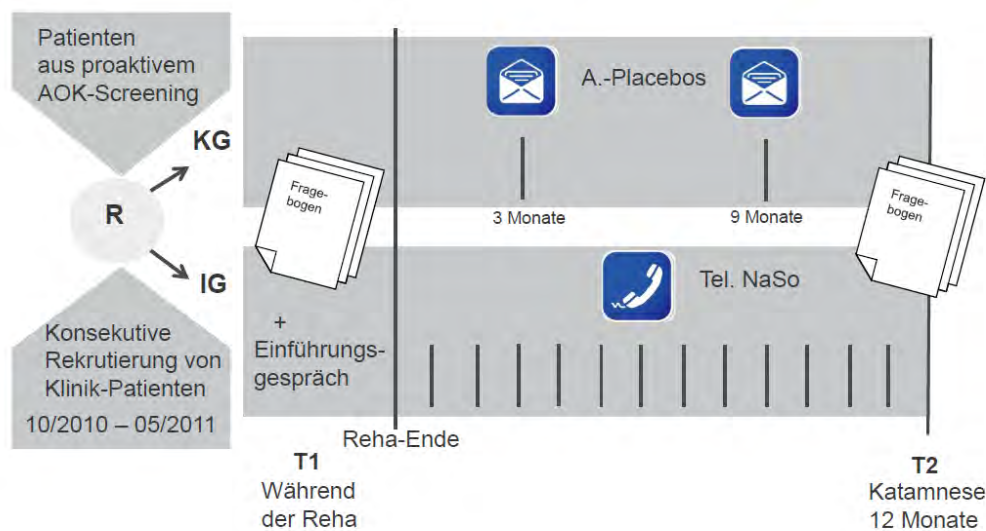 Patienten
aus proaktivem
AOK-Screening
KG
R
IG
Konsekutive
Rekrutierung von
Klinik-Patienten
10/2010 – 05/2011
Frage-
bogen
+
Einführungs-
gespräch
A.-Placebos
3 Monate
9 Monate
Tel. NaSo
Frage-
bogen
Reha-Ende
T1
Während
der Reha
T2
Katamnese
12 Monate